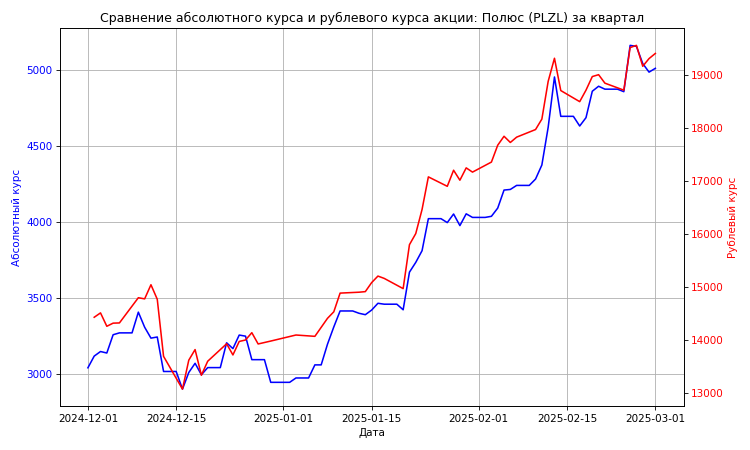 Сравнение абсолютного курса и рублевого курса акции: Полюс (PLZL) за квартал
Абсолютный курс
5000
4500
4000
3500
3000
19000
18000
17000
16000
15000
14000
13000
Рублевый курс
2024-12-01 2024-12-15 2025-01-01 2025-01-15 2025-02-01 2025-02-15 2025-03-01
Дата